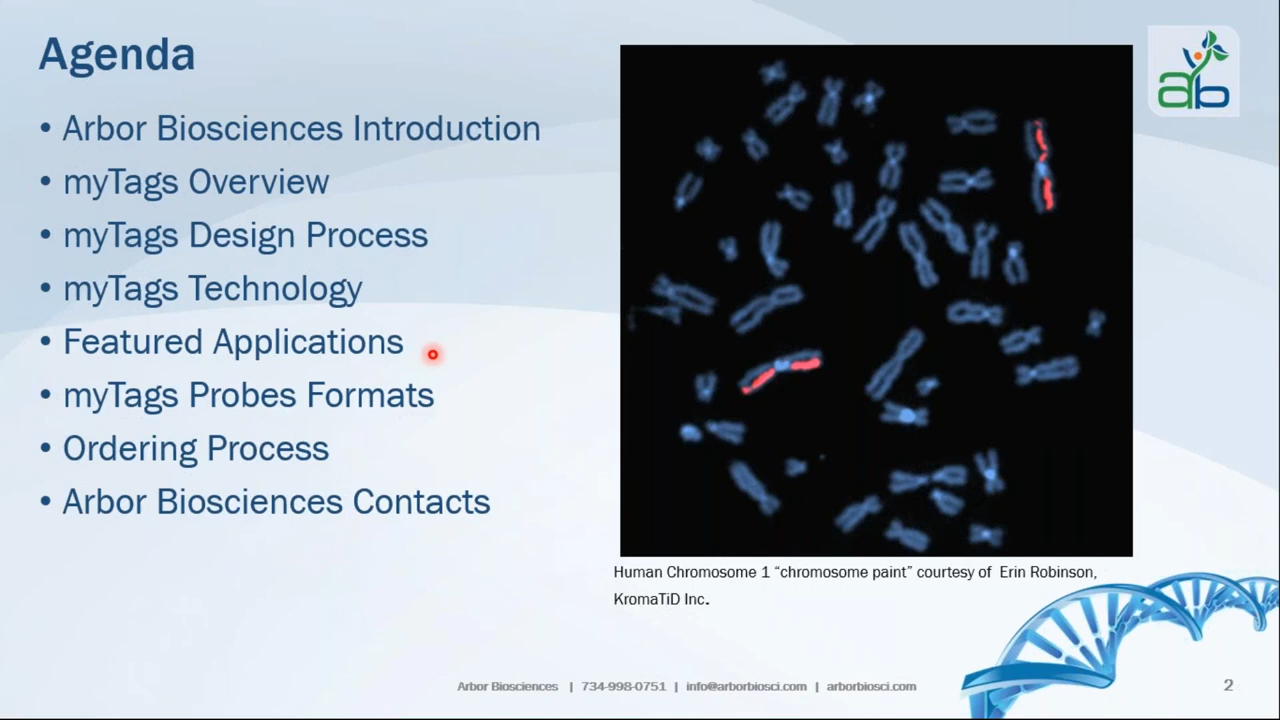 Agenda
• Arbor Biosciences Introduction
• myTags Overview
• myTags Design Process
• myTags Technology
• Featured Applications
• myTags Probes Formats
• Ordering Process
• Arbor Biosciences Contacts
ab
Human Chromosome 1 “chromosome paint” courtesy of Erin Robinson,
KromaTiD Inc.
Arbor Biosciences | 734-998-0751 | info@arborbiosci.com | arborbiosci.com
2